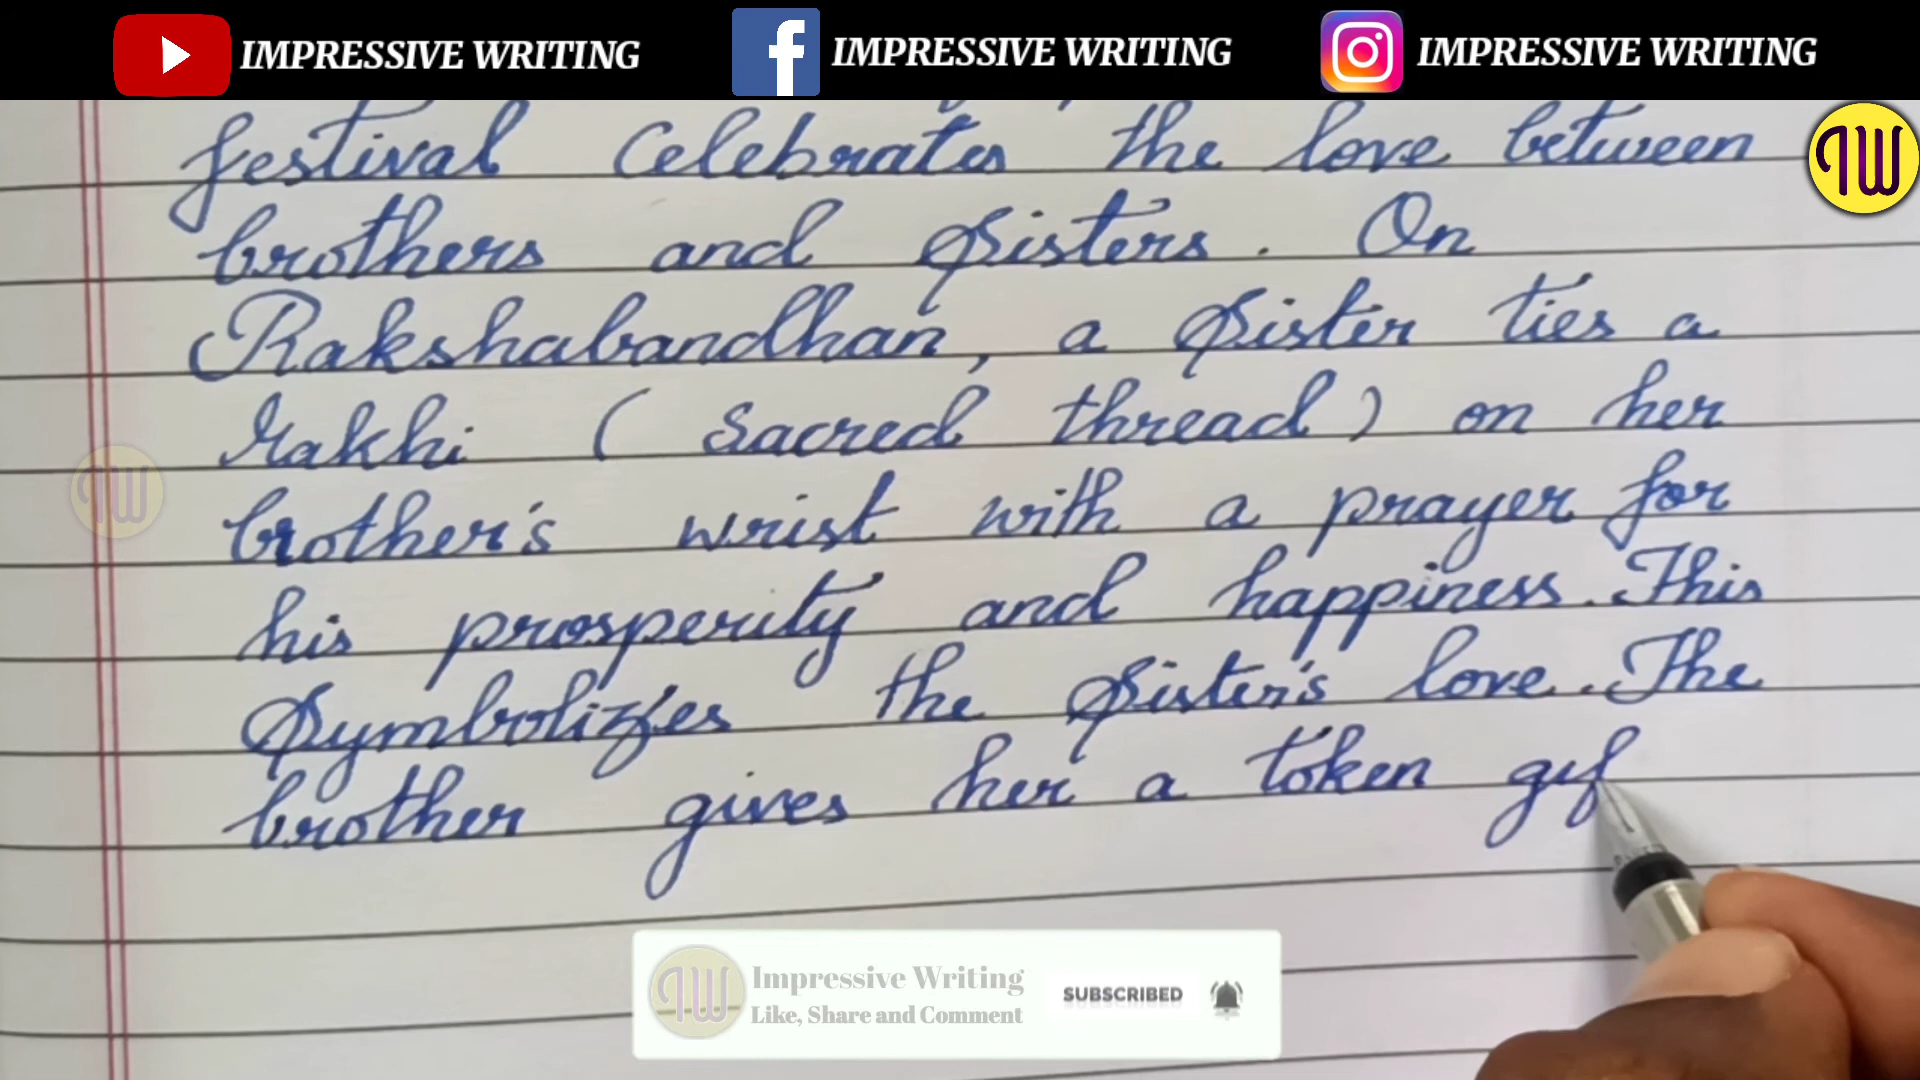 IMPRESSIVE WRITING IMPRESSIVE WRITING IMPRESSIVE WRITING
festival Celebrates the love between
brothers and Sisters. On
Rakshabandhan, a Sister ties a
rakhi (Sacred thread) on her
brother's wrist with a prayer for
his prosperity and happiness. This
Symbolizes the Sister's love. The
brother gives her a token gif
Impressive Writing
Like, Share and Comment
SUBSCRIBED